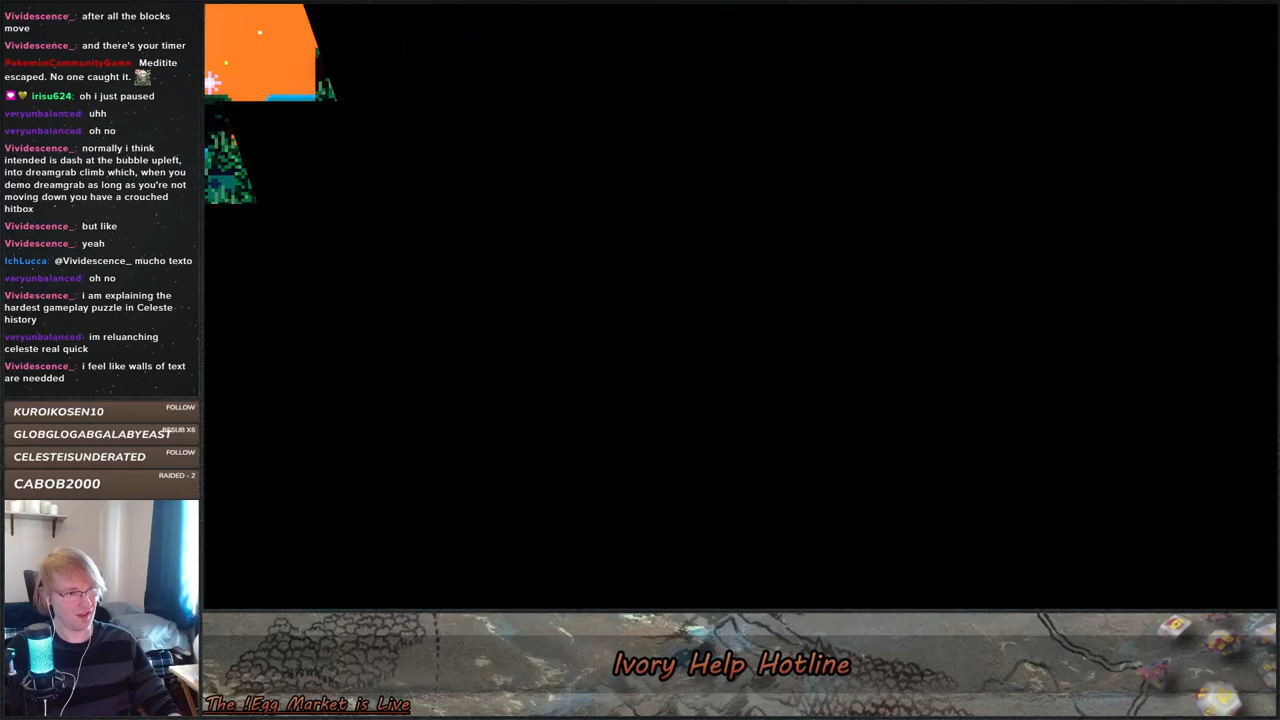 Vividescence_: after all the blocks
move
Vividescence_: and there's your timer
PokemonCommunityGame: Meditite
escaped. No one caught it.
irisu624: oh i just paused
veryunbalanced: uhh
veryunbalanced: oh no
Vividescence_: normally i think
intended is dash at the bubble upleft,
into dreamgrab climb which, when you
demo dreamgrab as long as you're not
moving down you have a crouched
hitbox
Vividescence_: but like
Vividescence_: yeah
IchLucca: @Vividescence_ mucho texto
veryunbalanced: oh no
Vividescence_: i am explaining the
hardest gameplay puzzle in Celeste
history
veryunbalanced: im reluanching
celeste real quick
Vividescence_: i feel like walls of text
are needded
KUROIKOSEN10 FOLLOW
GLOBGLOGABGALABYEAST RESUB X6
CELESTEISUNDERATED FOLLOW
CABOB2000 RAIDED - 2
Ivory Help Hotline
The !Egg Market is Live